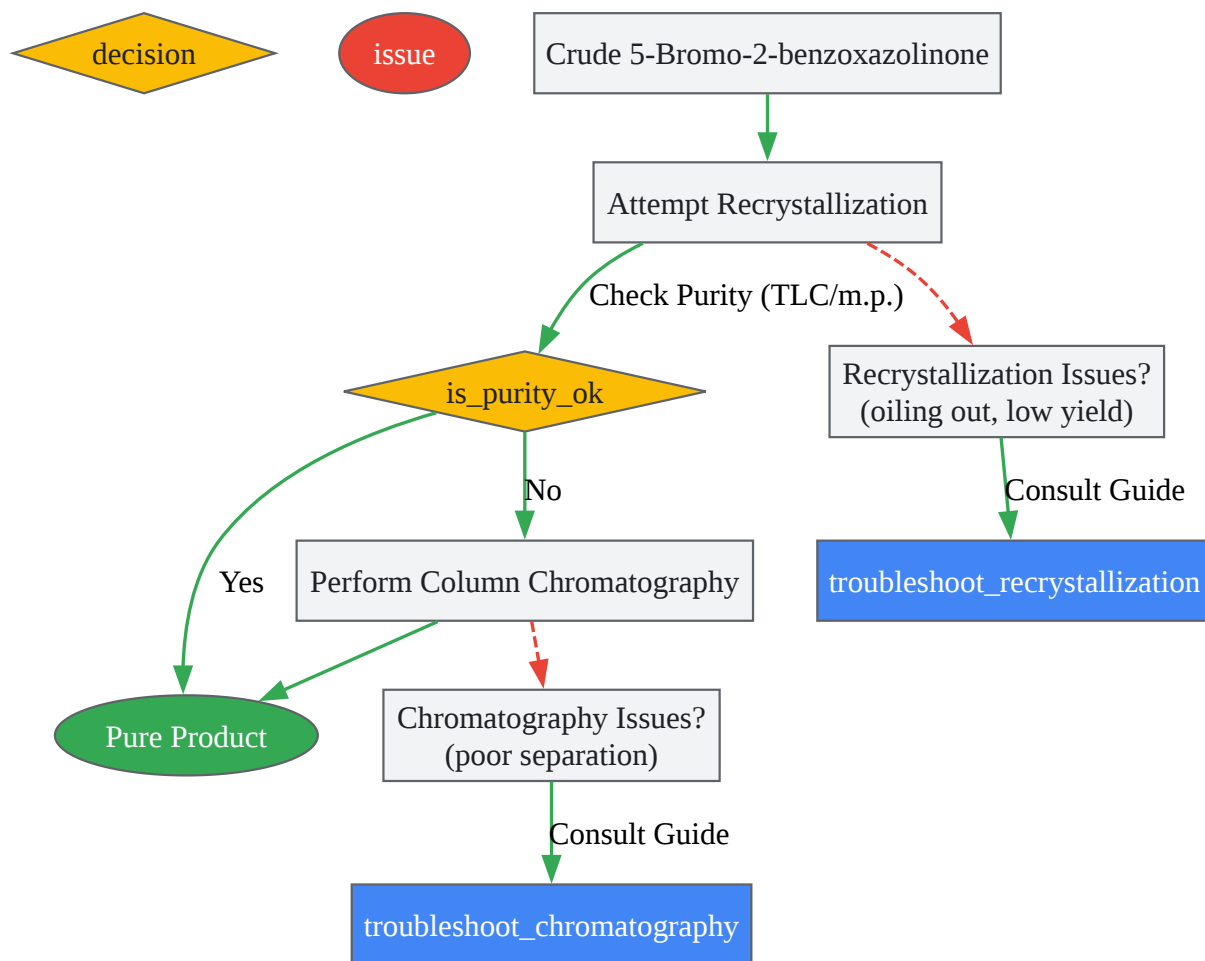 decision
issue
Crude 5-Bromo-2-benzoxazolinone
Attempt Recrystallization
Check Purity (TLC/m.p.)
is_purity_ok
Recrystallization Issues?
(oiling out, low yield)
No
Consult Guide
Yes
Perform Column Chromatography
troubleshoot_recrystallization
Pure Product
Chromatography Issues?
(poor separation)
Consult Guide
troubleshoot_chromatography